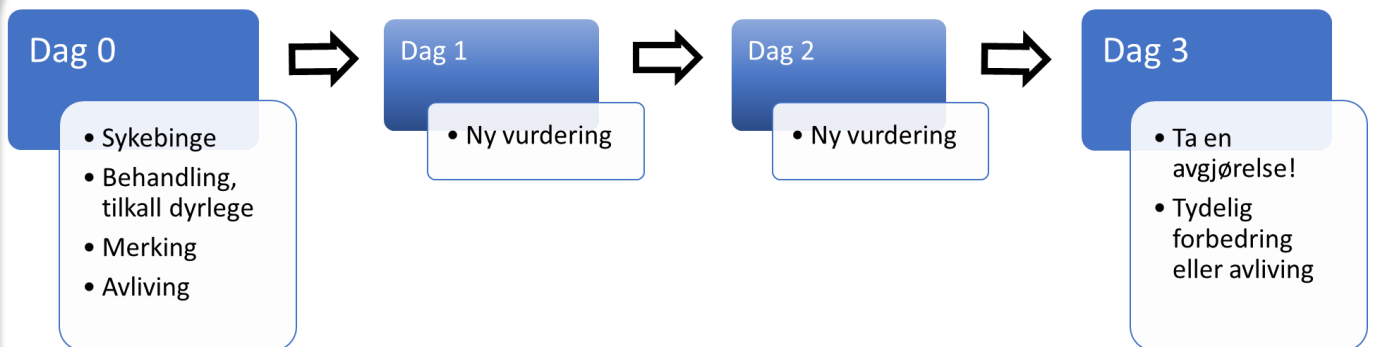 Dag 0
• Sykebinge
• Behandling,
tilkall dyrlege
• Merking
• Avliving
Dag 1
• Ny vurdering
Dag 2
• Ny vurdering
Dag 3
• Ta en
avgjørelse!
• Tydelig
forbedring
eller avliving